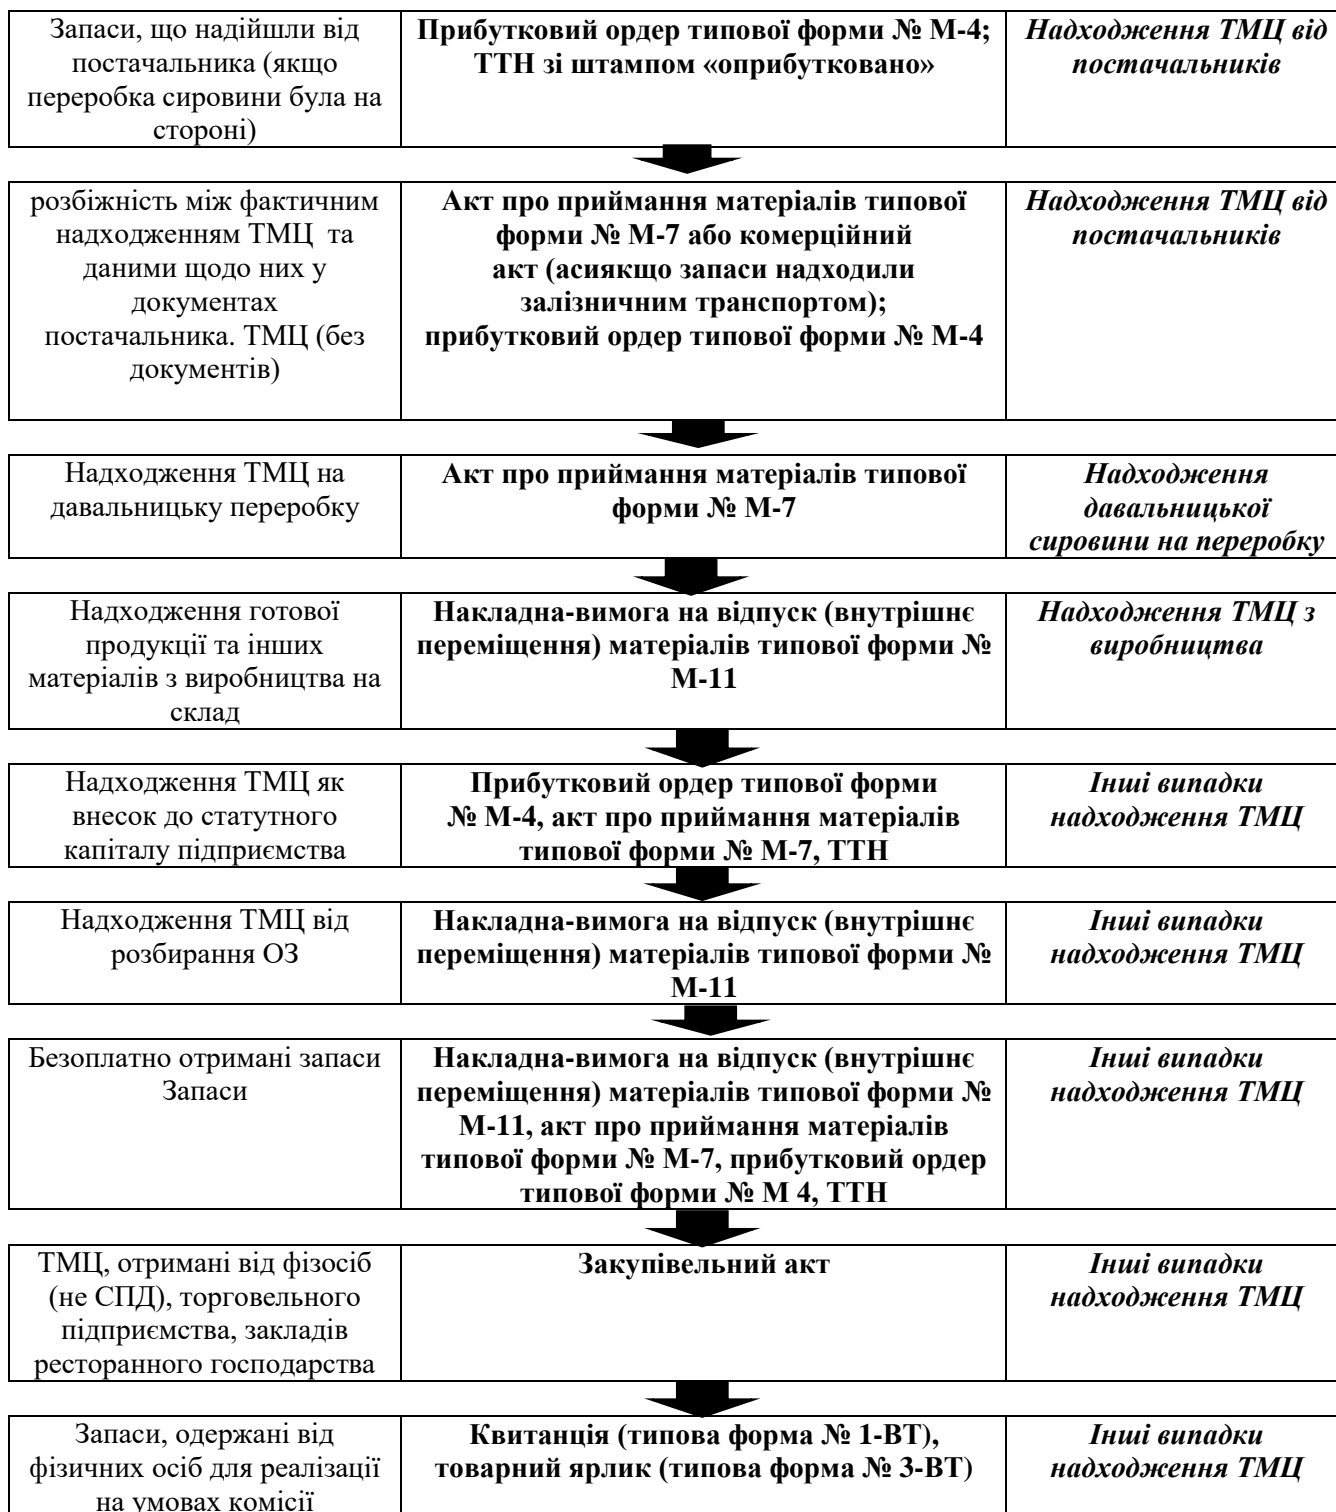 Запаси, що надійшли від
постачальника (якщо
переробка сировини була на
стороні)
Прибутковий ордер типової форми № М-4;
ТТН зі штампом «оприбутковано»
Надходження ТМЦ від
постачальників
розбіжність між фактичним
надходженням ТМЦ та
даними щодо них у
документах
постачальника. ТМЦ (без
документів)
Акт про приймання матеріалів типової
форми № М-7 або комерційний
акт (асиякщо запаси надходили
залізничним транспортом);
прибутковий ордер типової форми № М-4
Надходження ТМЦ від
постачальників
Надходження ТМЦ на
давальницьку переробку
Акт про приймання матеріалів типової
форми № М-7
Надходження
давальницької
сировини на переробку
Надходження готової
продукції та інших
матеріалів з виробництва на
склад
Накладна-вимога на відпуск (внутрішнє
переміщення) матеріалів типової форми №
М-11
Надходження ТМЦ з
виробництва
Надходження ТМЦ як
внесок до статутного
капіталу підприємства
Прибутковий ордер типової форми
№ М-4, акт про приймання матеріалів
типової форми № М-7, ТТН
Інші випадки
надходження ТМЦ
Надходження ТМЦ від
розбирання ОЗ
Накладна-вимога на відпуск (внутрішнє
переміщення) матеріалів типової форми №
М-11
Інші випадки
надходження ТМЦ
Безоплатно отримані запаси
Запаси
Накладна-вимога на відпуск (внутрішнє
переміщення) матеріалів типової форми №
М-11, акт про приймання матеріалів
типової форми № М-7, прибутковий ордер
типової форми № М 4, ТТН
Інші випадки
надходження ТМЦ
ТМЦ, отримані від фізосіб
(не СПД), торговельного
підприємства, закладів
ресторанного господарства
Закупівельний акт
Інші випадки
надходження ТМЦ
Запаси, одержані від
фізичних осіб для реалізації
на умовах комісії
Квитанція (типова форма № 1-ВТ),
товарний ярлик (типова форма № 3-ВТ)
Інші випадки
надходження ТМЦ